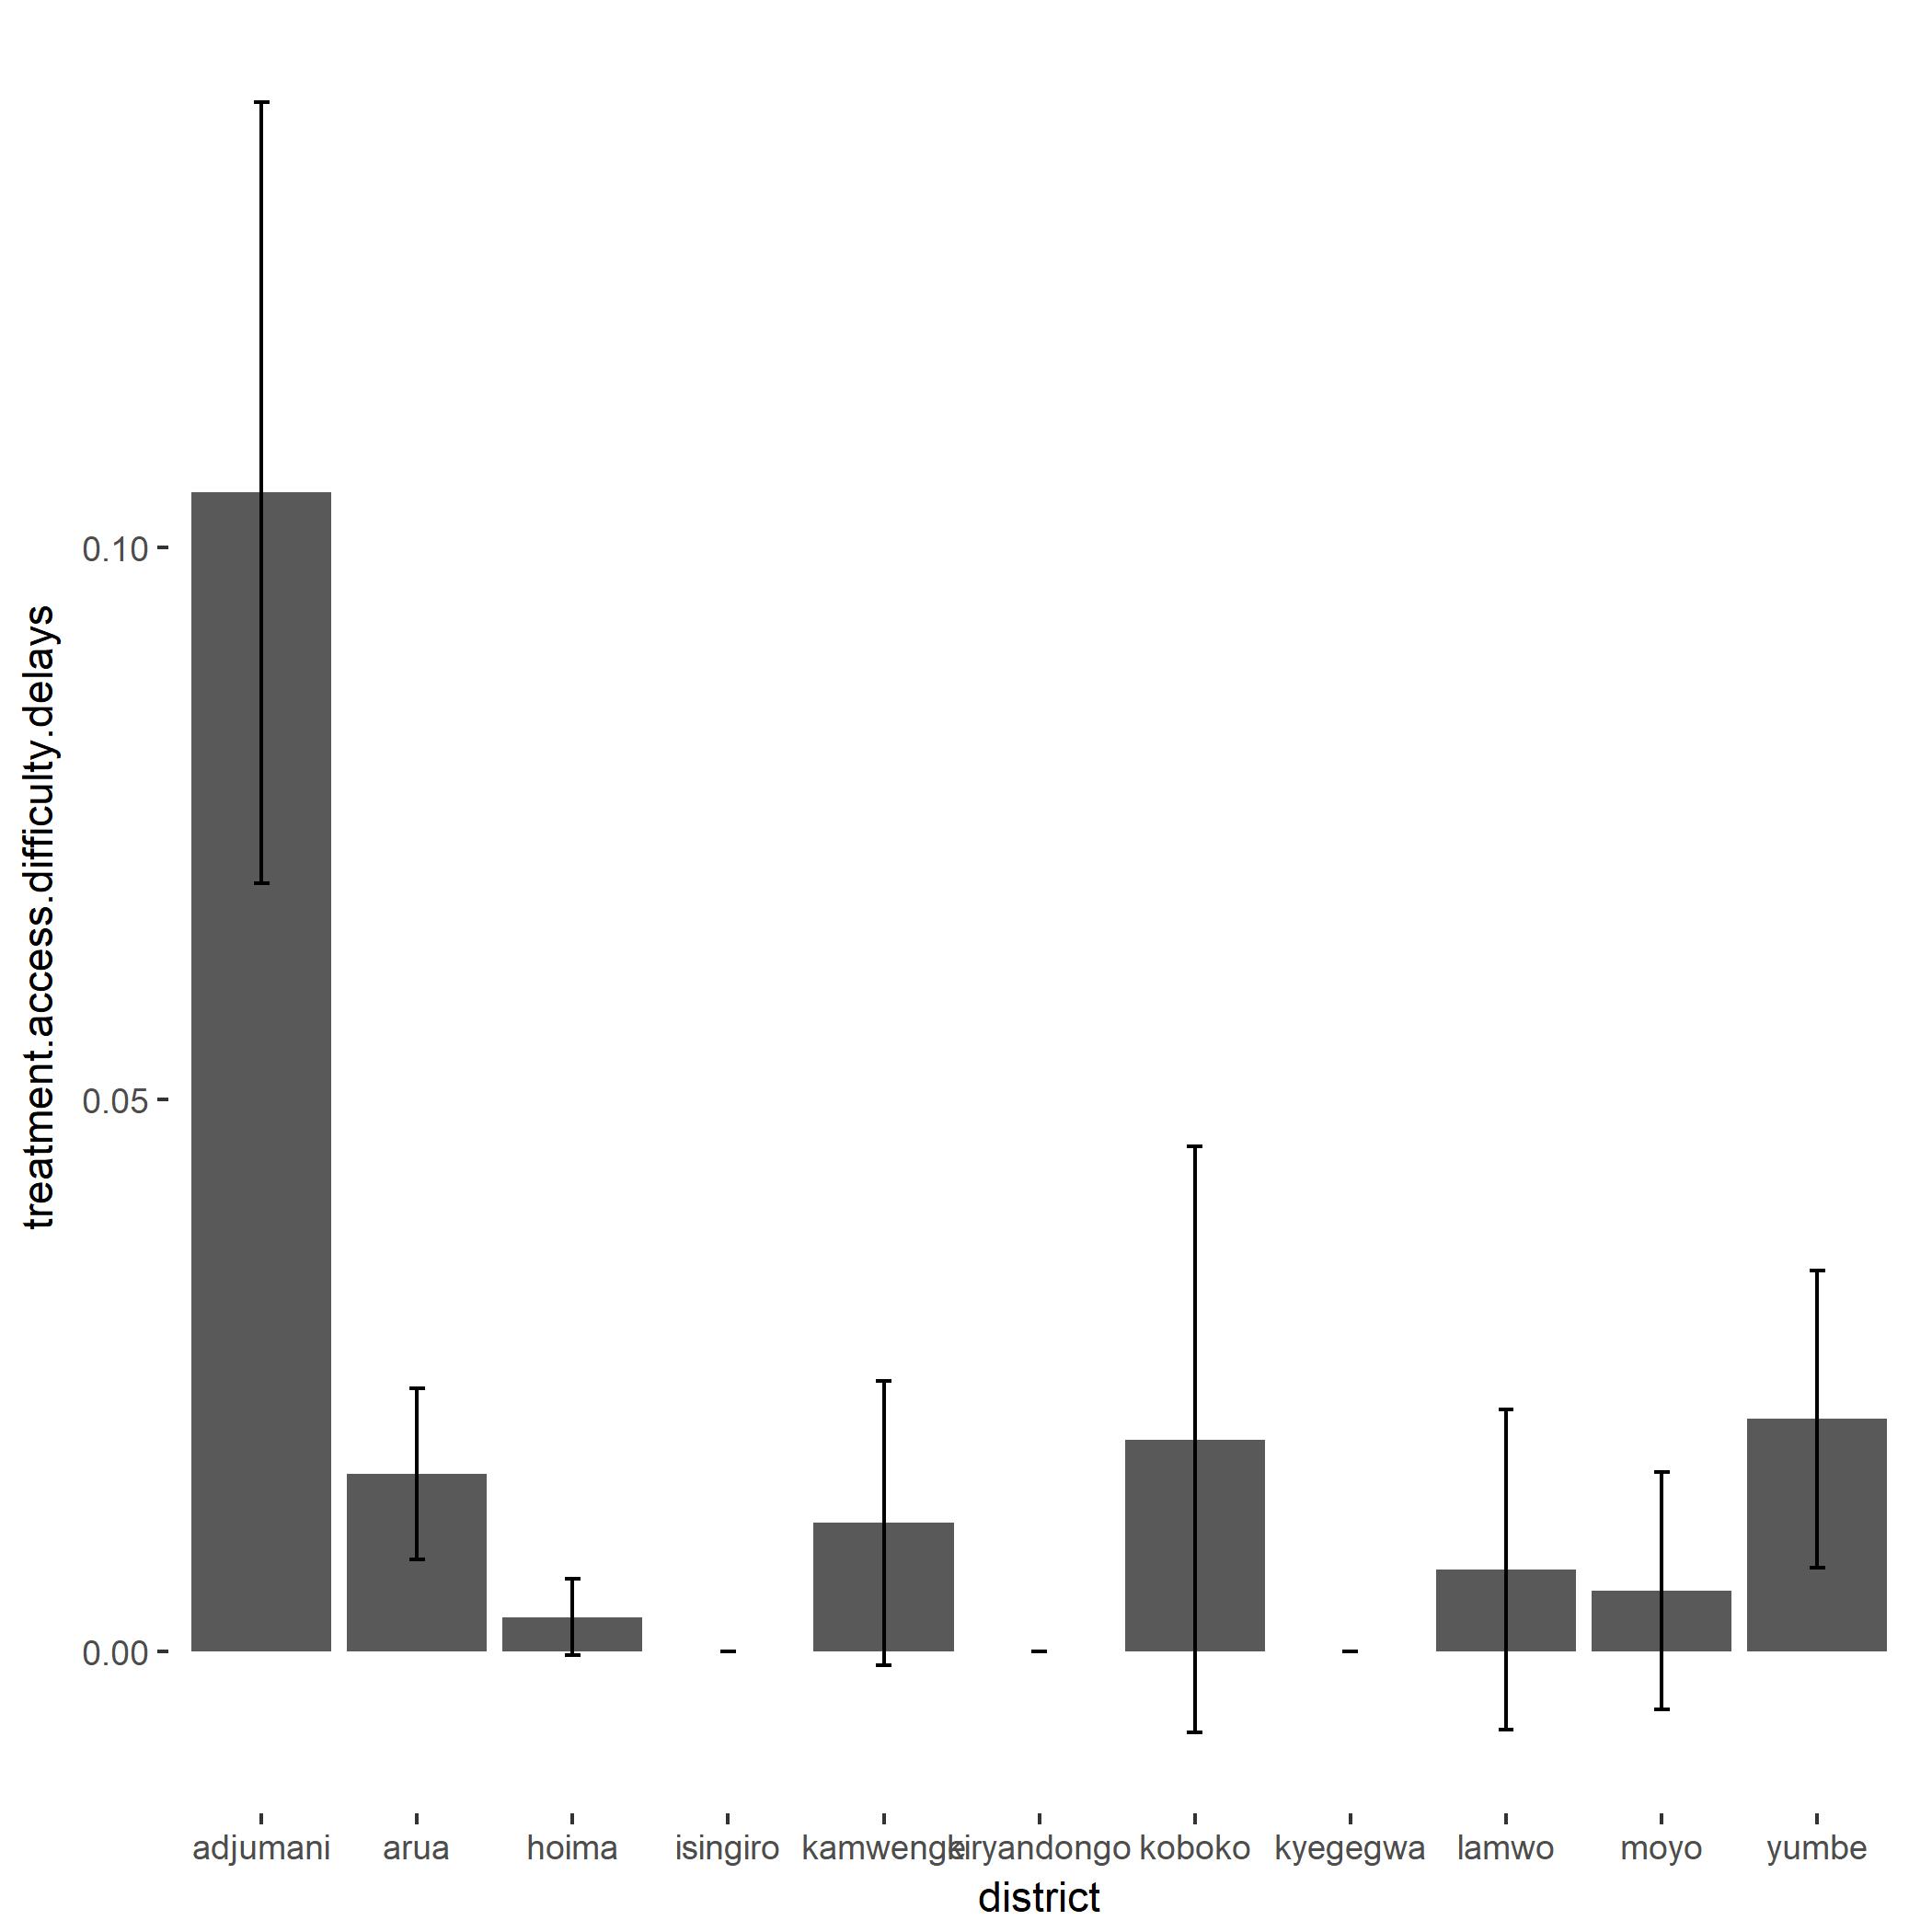 treatment.access.difficulty.delays
0.10
0.05
0.00
adjumani arua hoima isingiro kamwenge kiryandongo koboko kyegegwa lamwo moyo yumbe
district